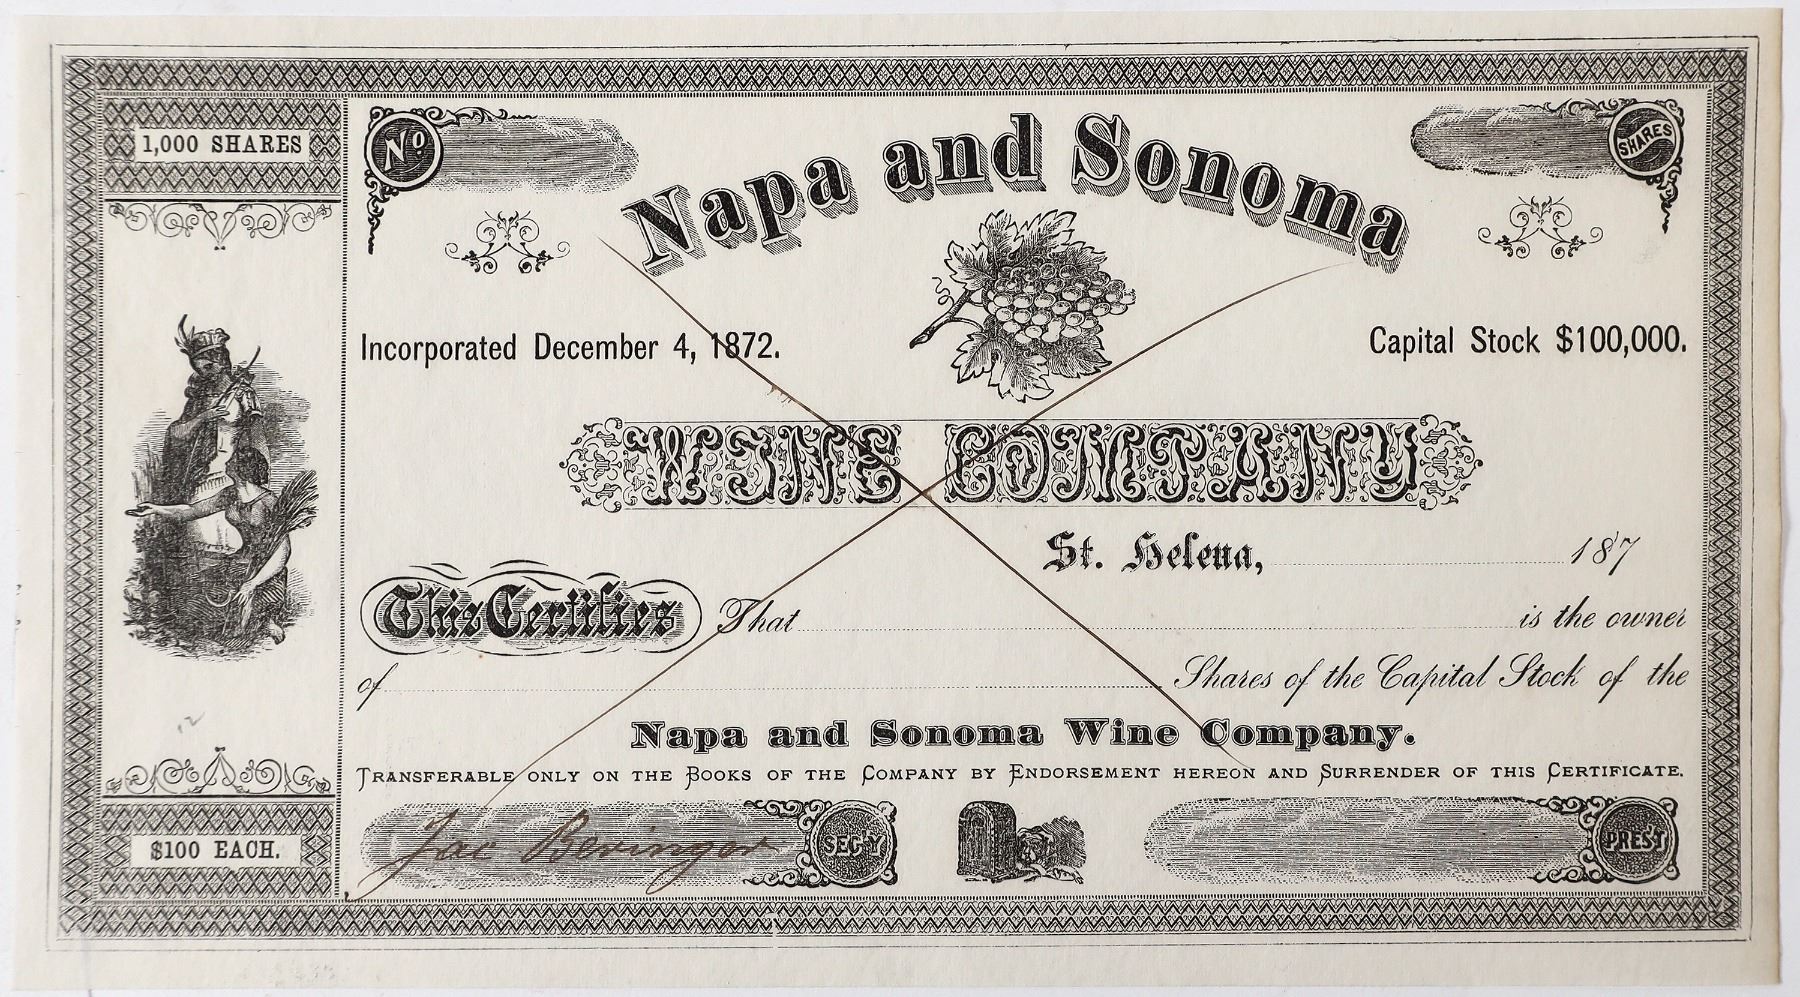 1,000 SHARES
No
SHARES
Napa and Sonoma
Incorporated December 4, 1872.
Capital Stock $100,000.
WINE COMPANY
St. Helena, 187
This Certifies That is the owner
of Shares of the Capital Stock of the
Napa and Sonoma Wine Company.
TRANSFERABLE ONLY ON THE BOOKS OF THE COMPANY BY ENDORSEMENT HEREON AND SURRENDER OF THIS CERTIFICATE.
$100 EACH.
Jac Beringer
SEC'Y
PREST
12